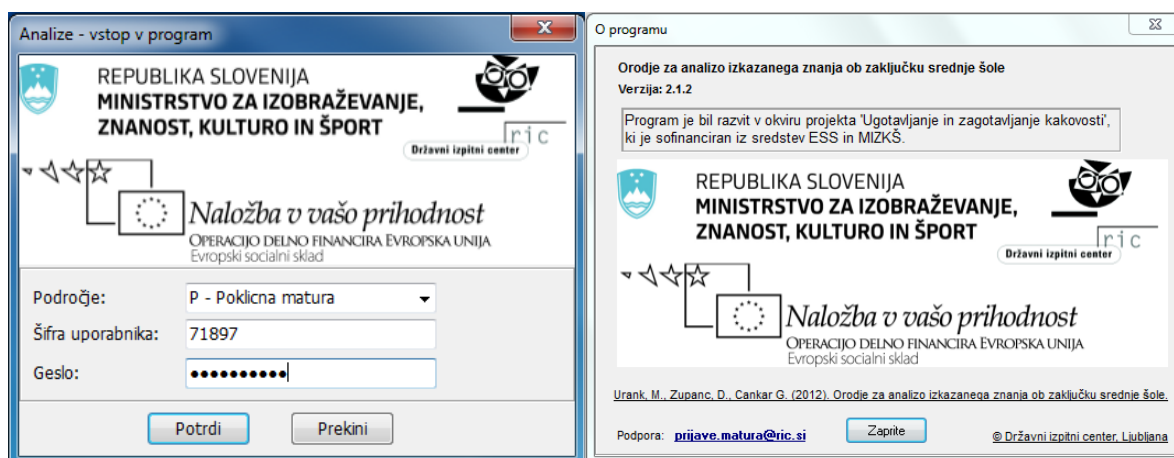 Analize - vstop v program
REPUBLIKA SLOVENIJA
MINISTRSTVO ZA IZOBRAŽEVANJE,
ZNANOST, KULTURO IN ŠPORT
ric
Državni izpitni center
Naložba v vašo prihodnost
OPERACIJO DELNO FINANCIRA EVROPSKA UNIJA
Evropski socialni sklad
Področje: P - Poklicna matura
Šifra uporabnika: 71897
Geslo: ●●●●●●●●●●
Potrdi Prekini
O programu
Orodje za analizo izkazanega znanja ob zaključku srednje šole
Verzija: 2.1.2
Program je bil razvit v okviru projekta 'Ugotavljanje in zagotavljanje kakovosti',
ki je sofinanciran iz sredstev ESS in MIZKŠ.
REPUBLIKA SLOVENIJA
MINISTRSTVO ZA IZOBRAŽEVANJE,
ZNANOST, KULTURO IN ŠPORT
ric
Državni izpitni center
Naložba v vašo prihodnost
OPERACIJO DELNO FINANCIRA EVROPSKA UNIJA
Evropski socialni sklad
Urank, M., Zupanc, D., Cankar G. (2012). Orodje za analizo izkazanega znanja ob zaključku srednje šole.
Podpora: prijave.matura@ric.si Zaprite © Državni izpitni center, Ljubljana